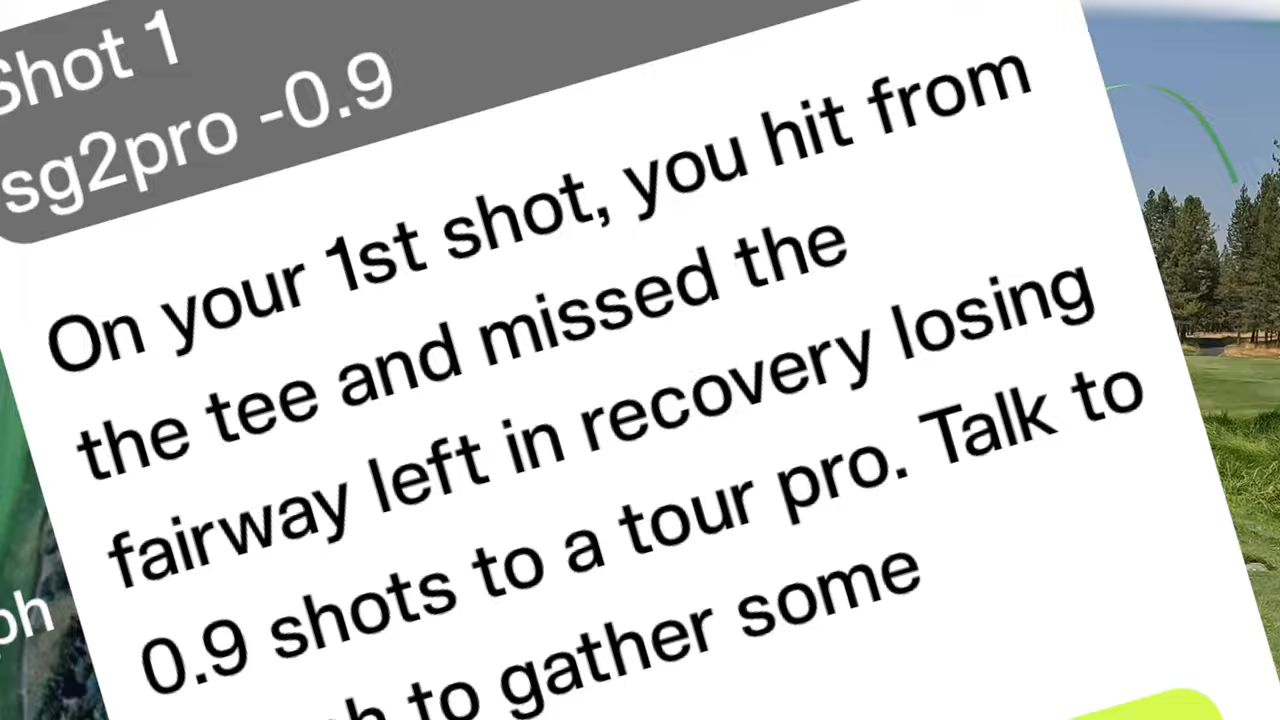 Shot 1
sg2pro -0.9
On your 1st shot, you hit from
the tee and missed the
fairway left in recovery losing
0.9 shots to a tour pro. Talk to
to gather some